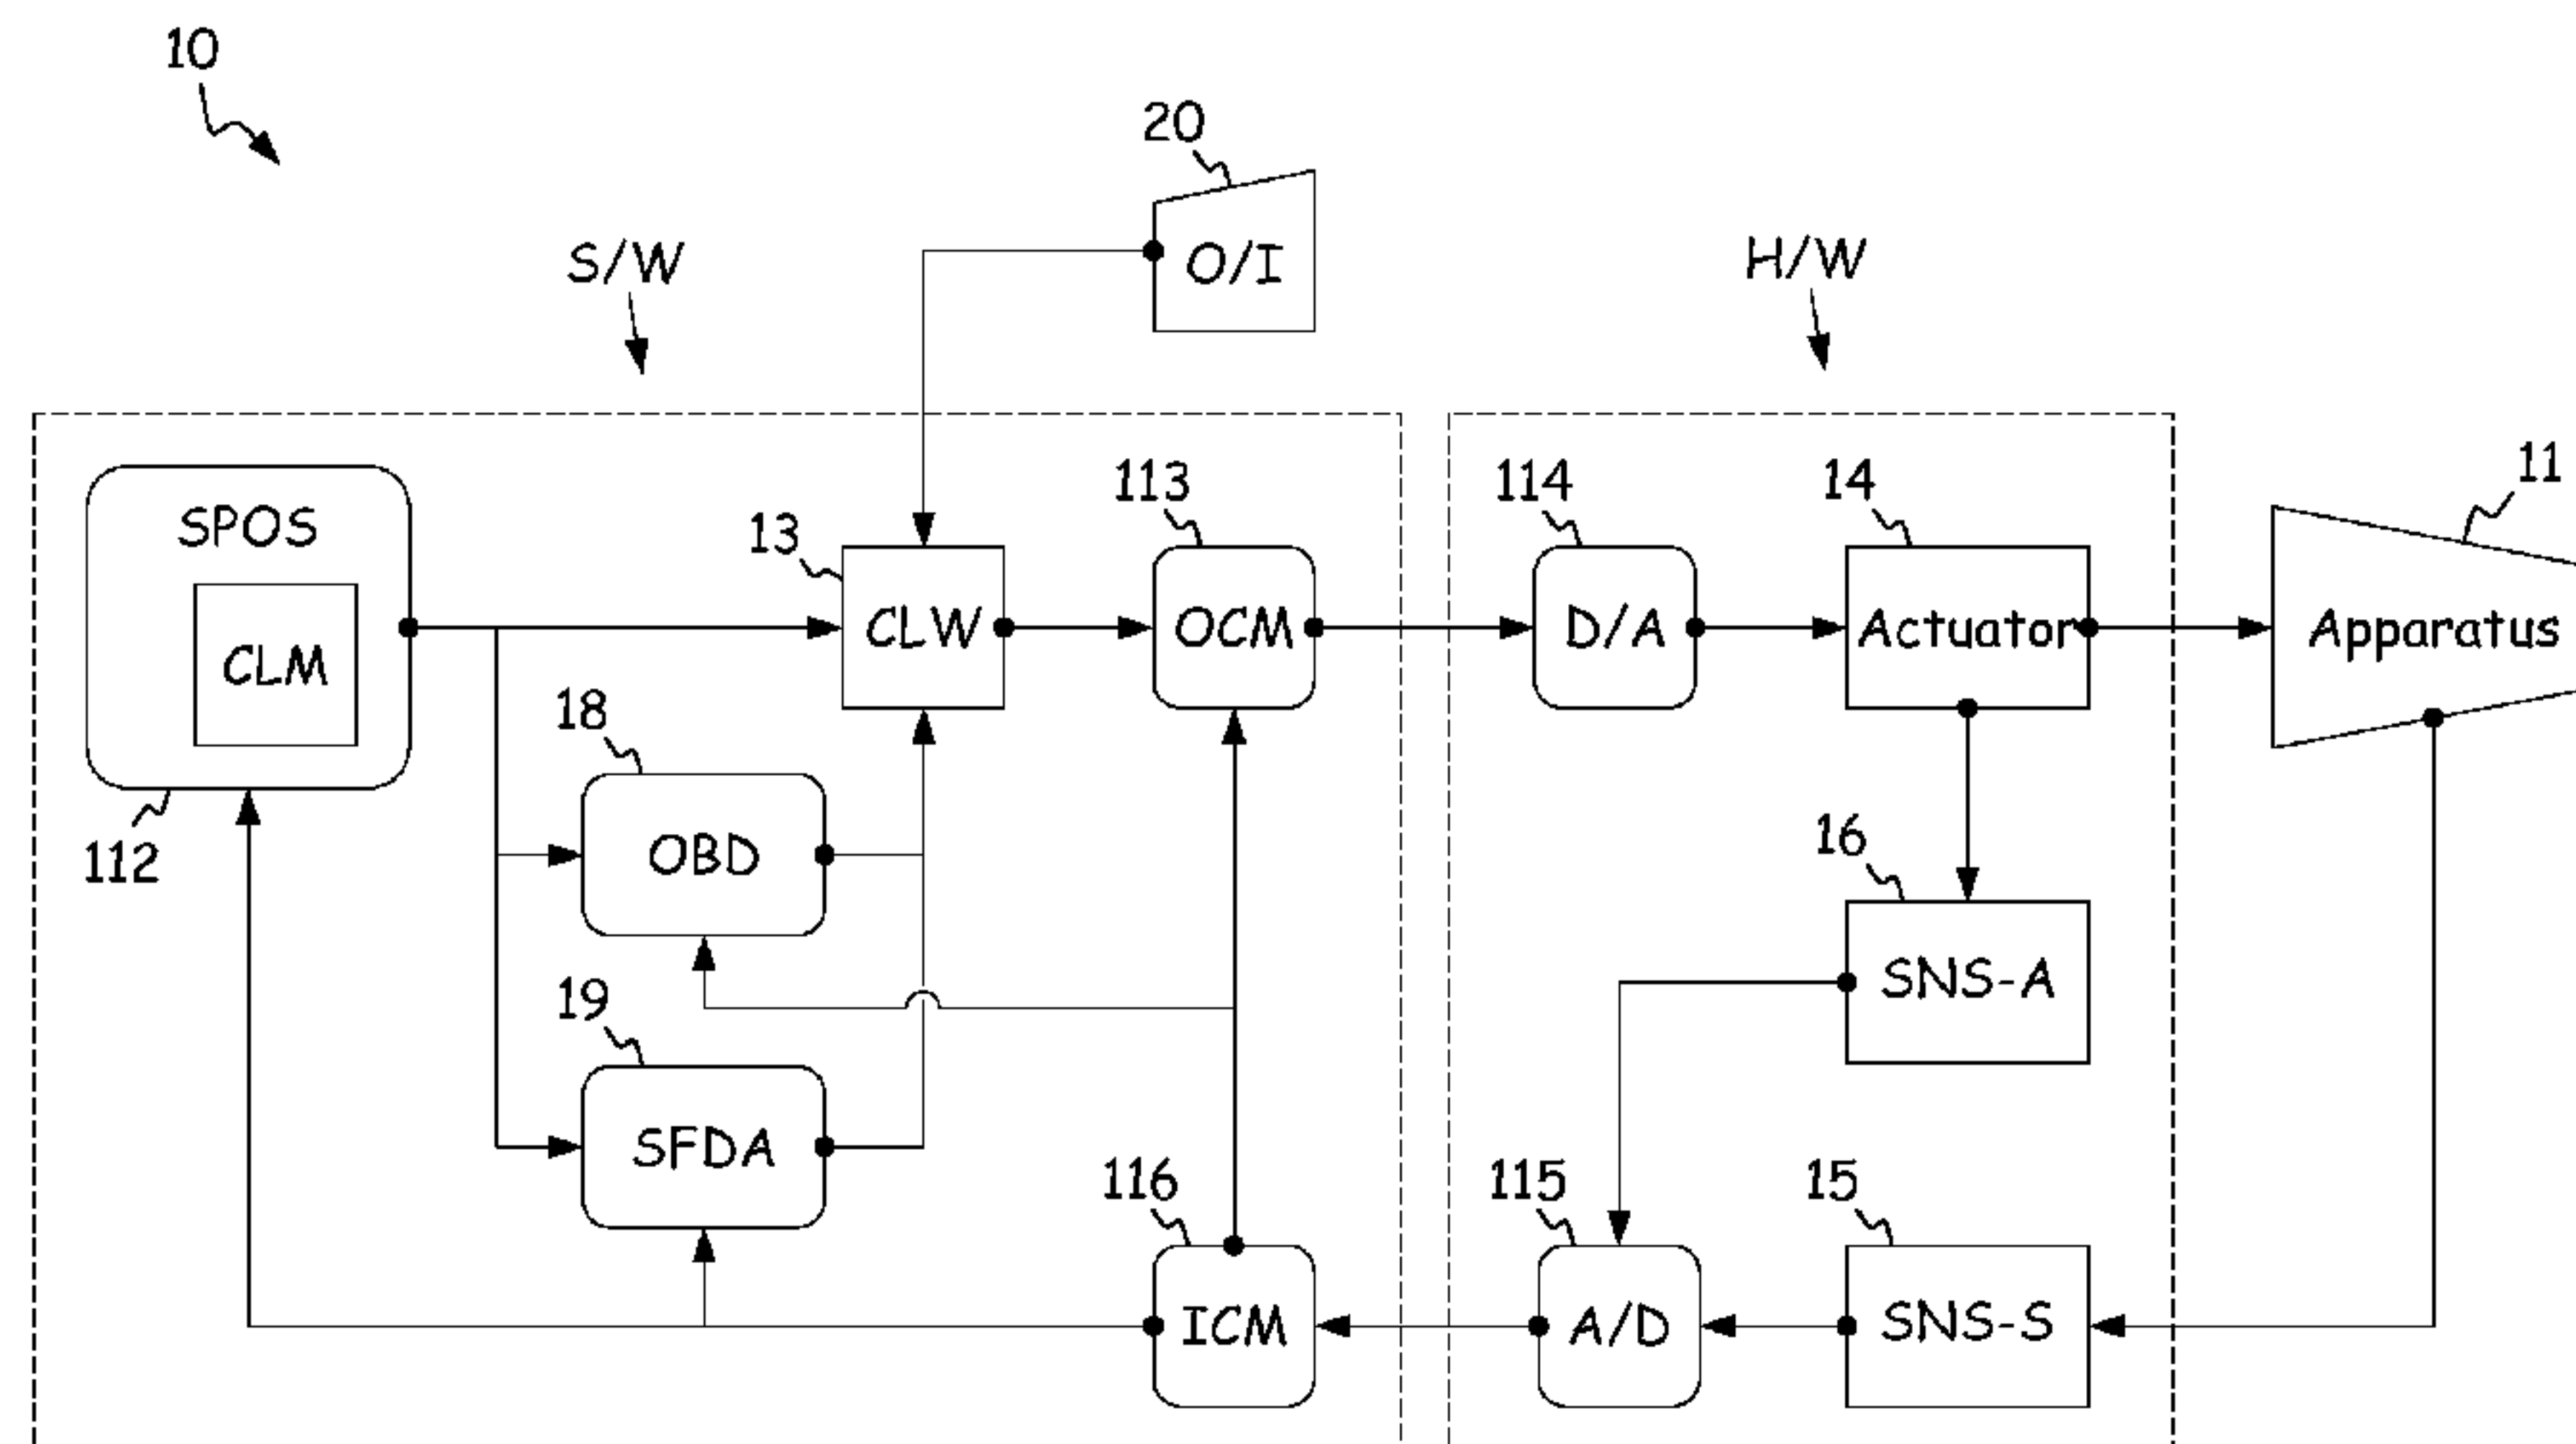 10
20
O/I
S/W
H/W
11
113
114
14
SPOS
13
CLW
OCM
D/A
Actuator
Apparatus
CLM
18
16
112
OBD
SNS-A
19
SFDA
116
115
15
ICM
A/D
SNS-S